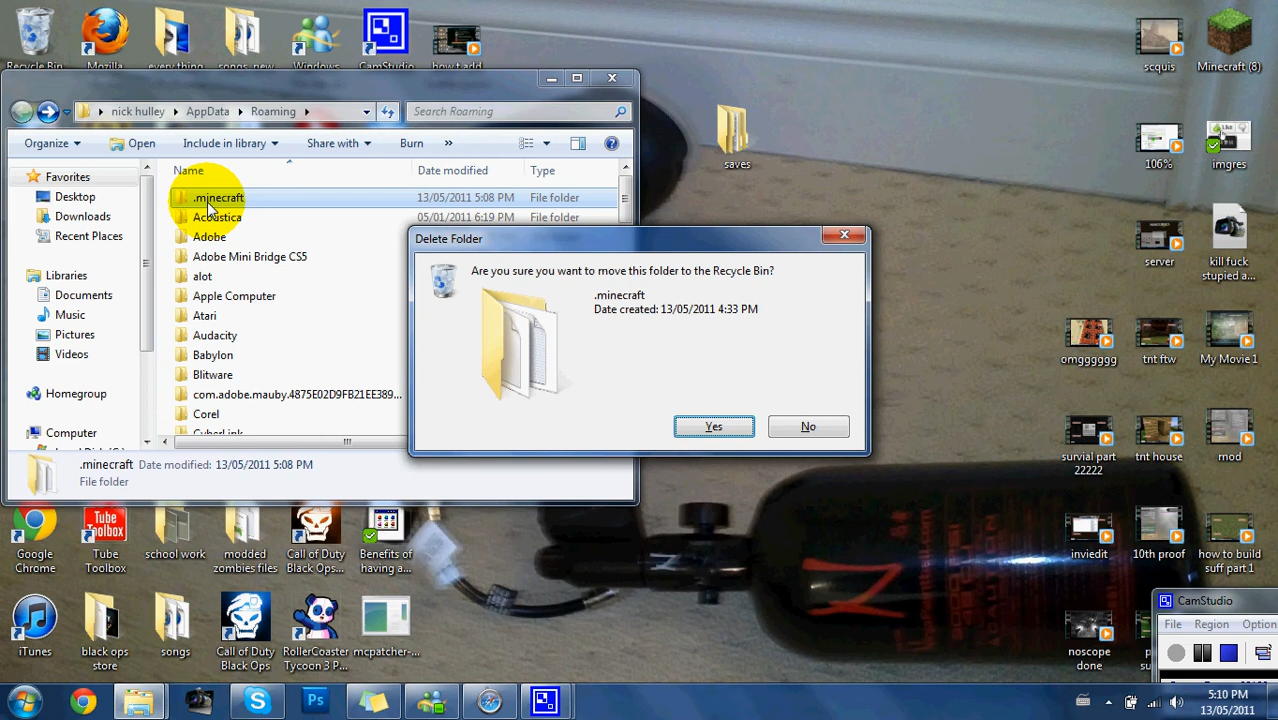 Recycle Bin
Mozilla
every thing
songs_new
Windows
CamStudio
how t add
scquis
Minecraft (8)
nick hulley
AppData
Roaming
Search Roaming
Organize
Open
Include in library
Share with
Burn
»
saves
106%
imgres
Favorites
Desktop
Downloads
Recent Places
Libraries
Documents
Music
Pictures
Videos
Homegroup
Computer
Name
Date modified
Type
.minecraft
13/05/2011 5:08 PM
File folder
Acoustica
05/01/2011 6:19 PM
File folder
Adobe
Adobe Mini Bridge CS5
alot
Apple Computer
Atari
Audacity
Babylon
Blitware
com.adobe.mauby.4875E02D9FB21EE389...
Corel
CyberLink
.minecraft
Date modified: 13/05/2011 5:08 PM
File folder
Delete Folder
Are you sure you want to move this folder to the Recycle Bin?
.minecraft
Date created: 13/05/2011 4:33 PM
Yes
No
server
kill fuck
stupied a...
omgggggg
tnt ftw
My Movie 1
survial part
22222
tnt house
mod
inviedit
10th proof
how to build
suff part 1
noscope
done
Google
Chrome
Tube
Toolbox
Tube
Toolbox
school work
modded
zombies files
Call of Duty
Black Ops...
Benefits of
having a...
iTunes
black ops
store
songs
Call of Duty
Black Ops
RollerCoaster
Tycoon 3 P...
mcpatcher-...
CamStudio
File
Region
Option
Ps
5:10 PM
13/05/2011